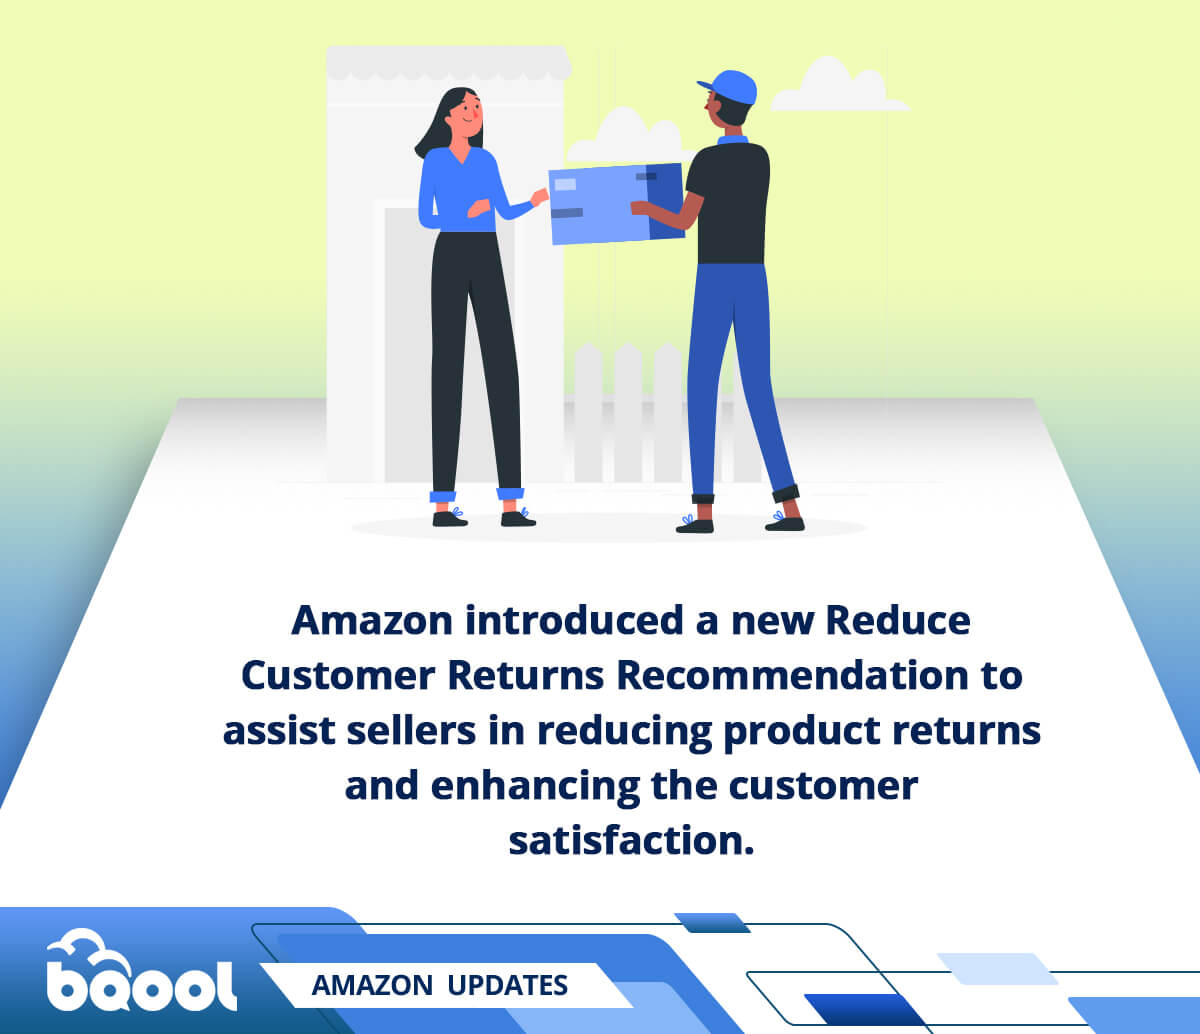 Amazon introduced a new Reduce
Customer Returns Recommendation to
assist sellers in reducing product returns
and enhancing the customer
satisfaction.
bqool
AMAZON UPDATES